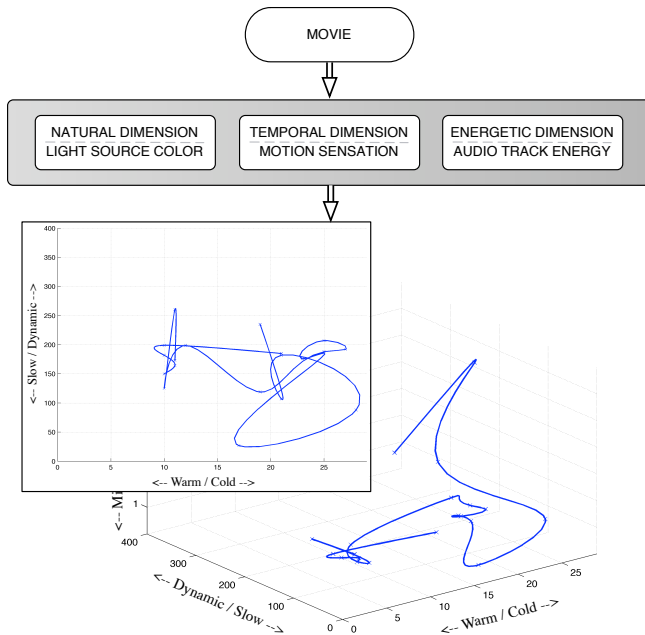 MOVIE
NATURAL DIMENSION
LIGHT SOURCE COLOR
TEMPORAL DIMENSION
MOTION SENSATION
ENERGETIC DIMENSION
AUDIO TRACK ENERGY
400
350
300
250
200
150
100
50
0
<-- Slow / Dynamic -->
0 5 10 15 20 25
<-- Warm / Cold -->
<-- Mi
1
400
300
200
100
0
<-- Dynamic / Slow -->
0
5
10
15
20
25
<-- Warm / Cold -->